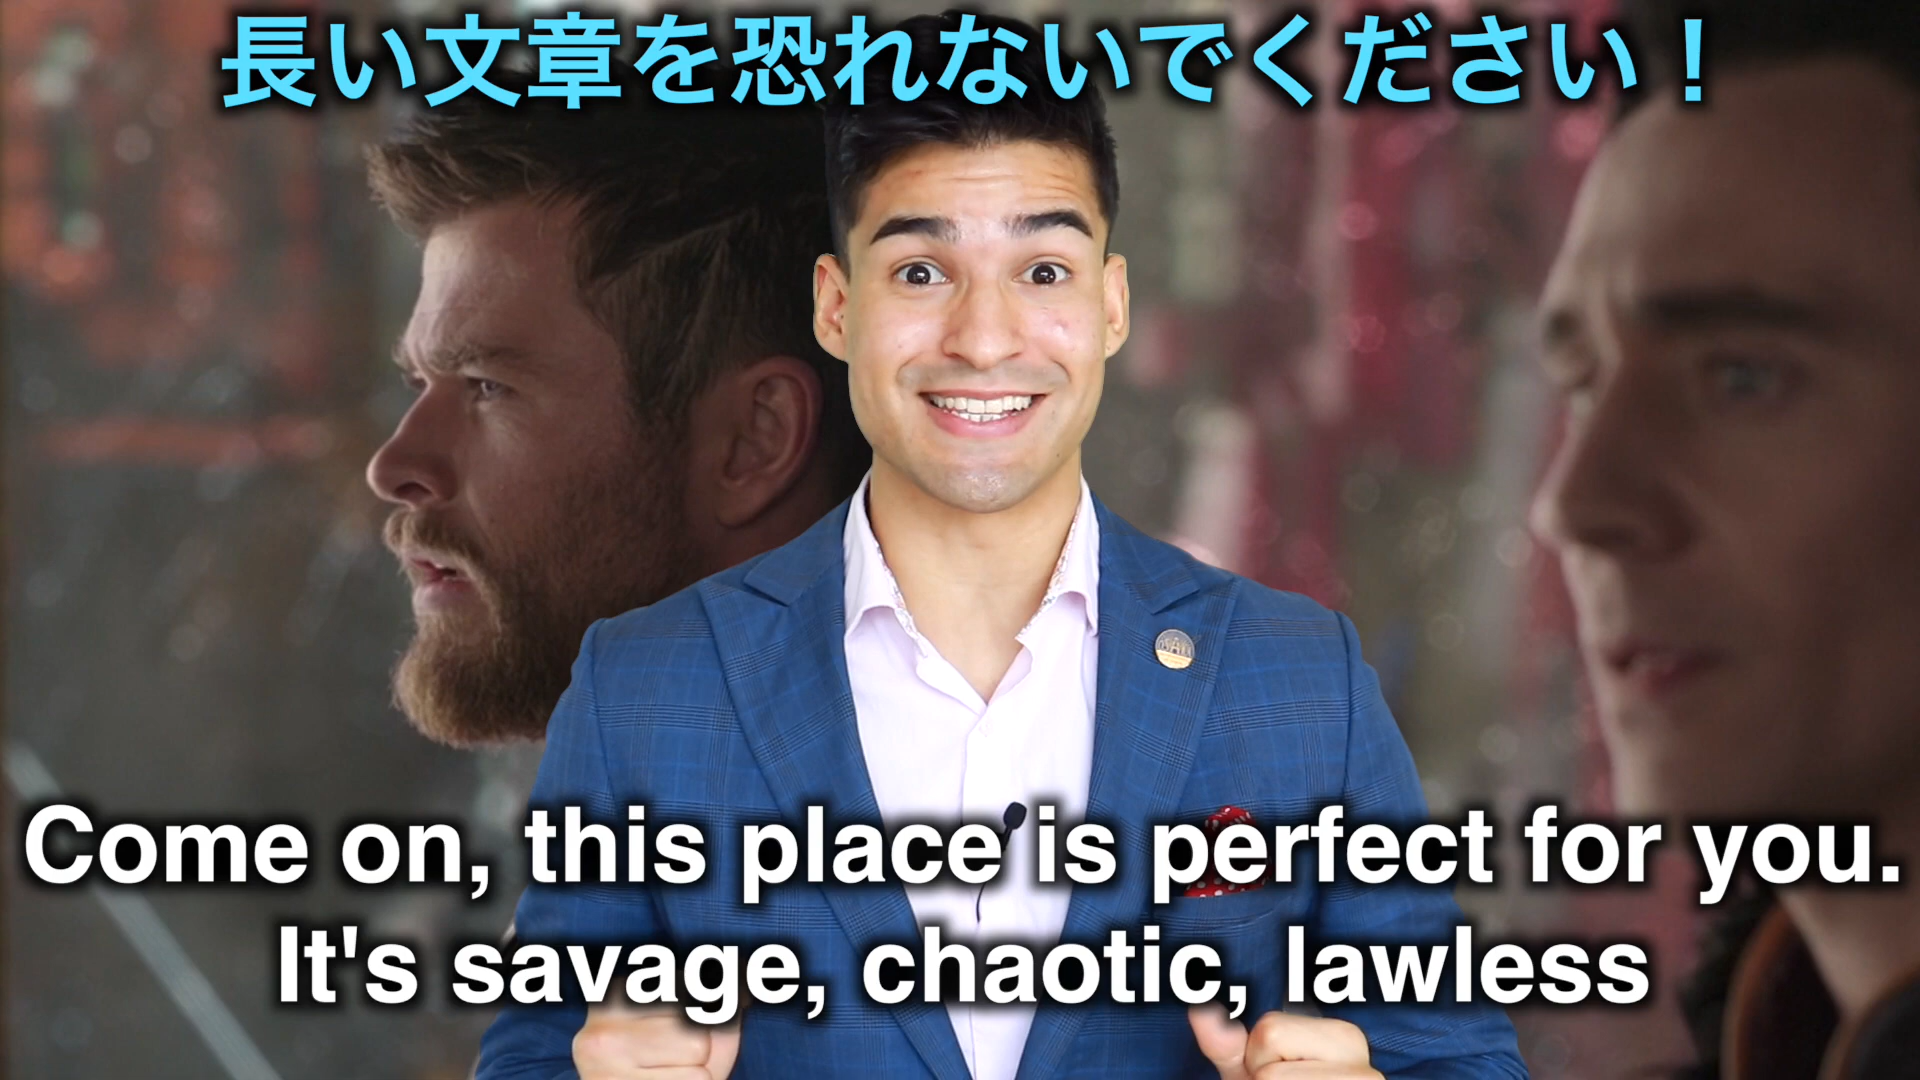 長い文章を恐れないでください！
Come on, this place is perfect for you.
It's savage, chaotic, lawless